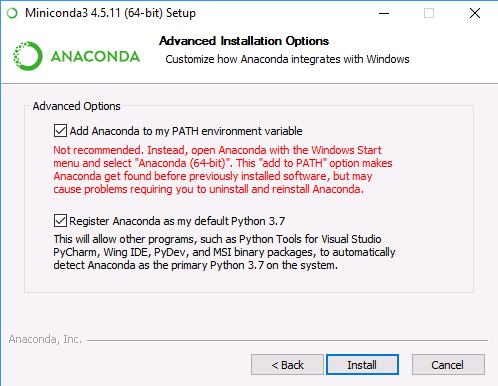 Miniconda3 4.5.11 (64-bit) Setup
ANACONDA
Advanced Installation Options
Customize how Anaconda integrates with Windows
Advanced Options
Add Anaconda to my PATH environment variable
Not recommended. Instead, open Anaconda with the Windows Start
menu and select "Anaconda (64-bit)". This "add to PATH" option makes
Anaconda get found before previously installed software, but may
cause problems requiring you to uninstall and reinstall Anaconda.
Register Anaconda as my default Python 3.7
This will allow other programs, such as Python Tools for Visual Studio
PyCharm, Wing IDE, PyDev, and MSI binary packages, to automatically
detect Anaconda as the primary Python 3.7 on the system.
Anaconda, Inc.
< Back
Install
Cancel